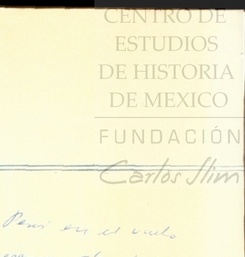 CENTRO DE
ESTUDIOS
DE HISTORIA
DE MEXICO
FUNDACIÓN
Carlos Slim
en el vuelo